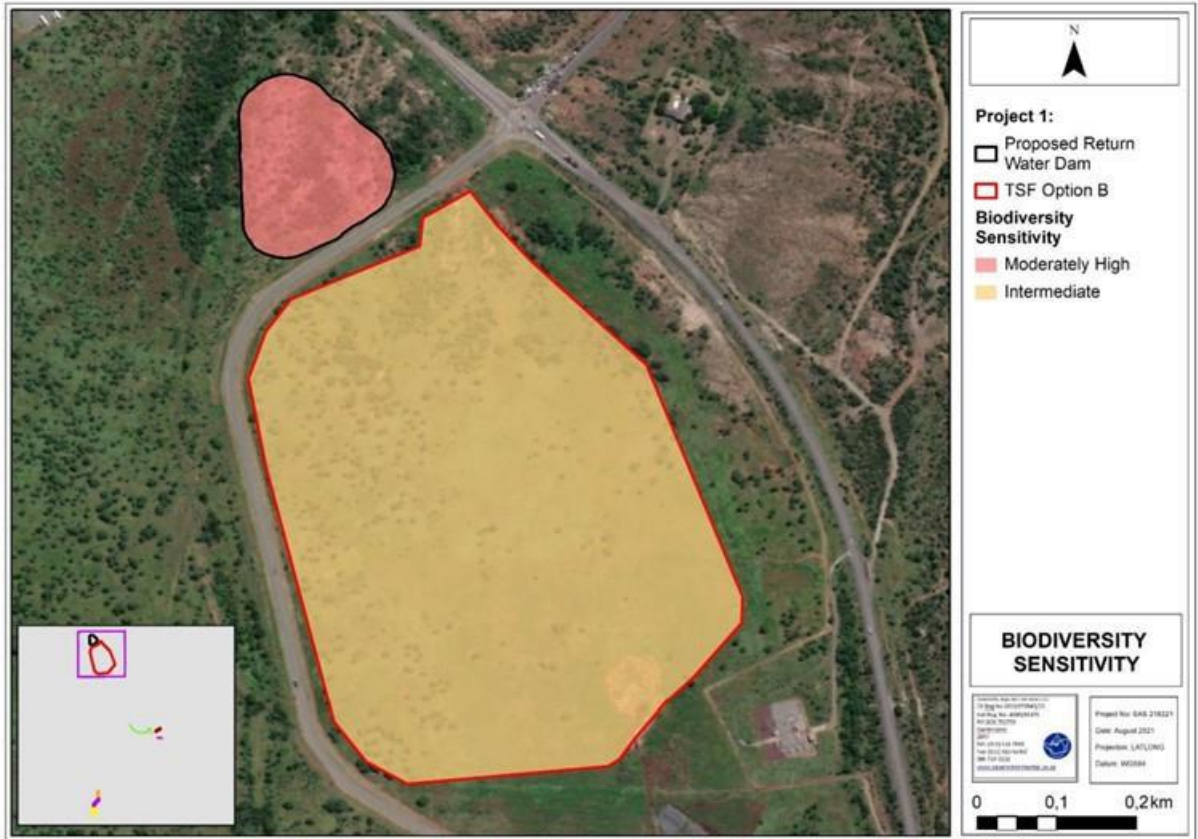 N
Project 1:
Proposed Return
Water Dam
TSF Option B
Biodiversity
Sensitivity
Moderately High
Intermediate
BIODIVERSITY
SENSITIVITY
Project No: SAS 218221
Date: August 2021
Projection: LATLONG
Datum: WGS84
0 0,1 0,2km